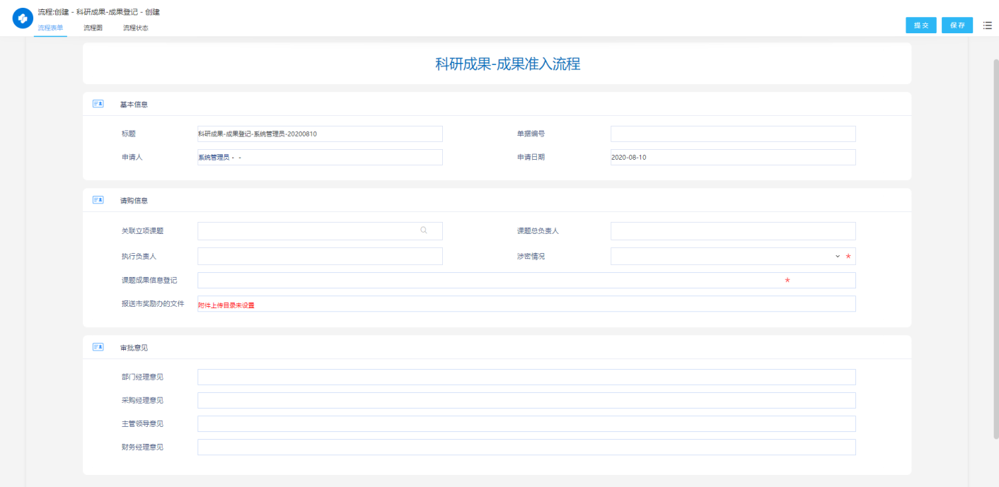 流程:创建 - 科研成果-成果登记 - 创建
流程表单 流程图 流程状态
提交 保存
科研成果-成果准入流程
基本信息
标题 科研成果-成果登记-系统管理员-20200810 单据编号
申请人 系统管理员 - - 申请日期 2020-08-10
请购信息
关联立项课题 课题总负责人
执行负责人 涉密情况 *
课题成果信息登记 *
报送市奖励办的文件 附件上传目录未设置
审批意见
部门经理意见
采购经理意见
主管领导意见
财务经理意见